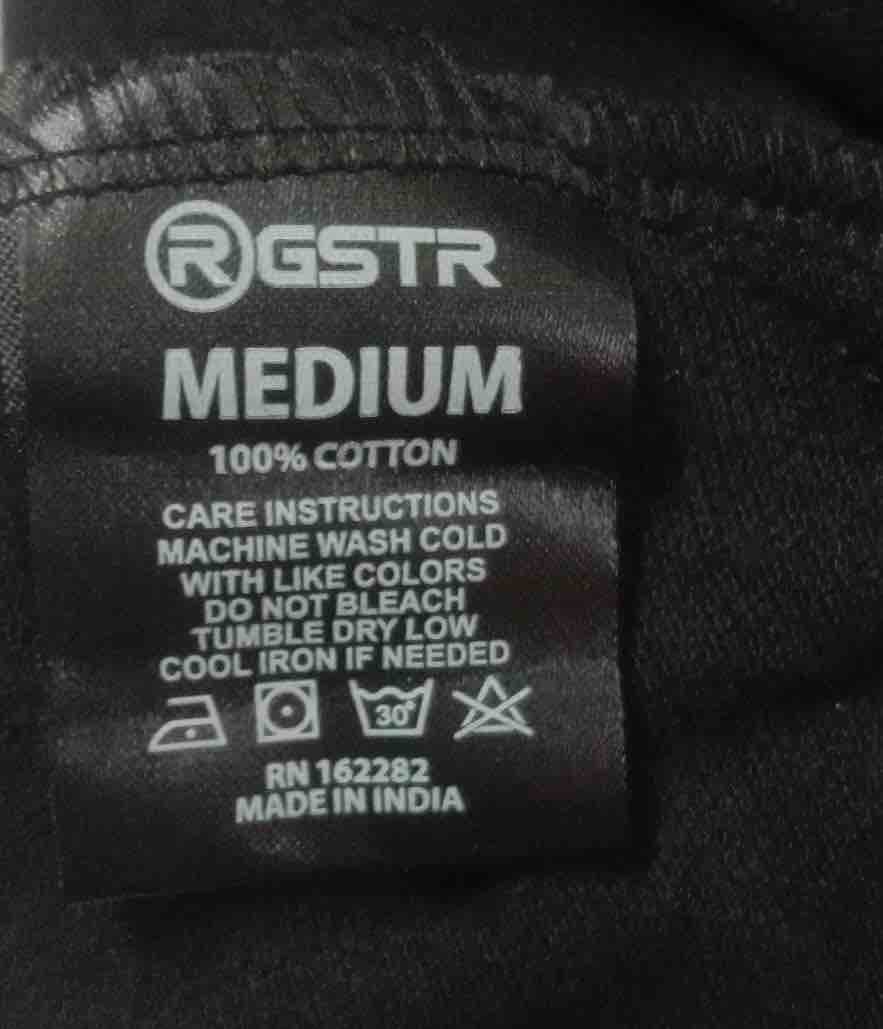 RGSTR
MEDIUM
100% COTTON
CARE INSTRUCTIONS
MACHINE WASH COLD
WITH LIKE COLORS
DO NOT BLEACH
TUMBLE DRY LOW
COOL IRON IF NEEDED
30°
RN 162282
MADE IN INDIA